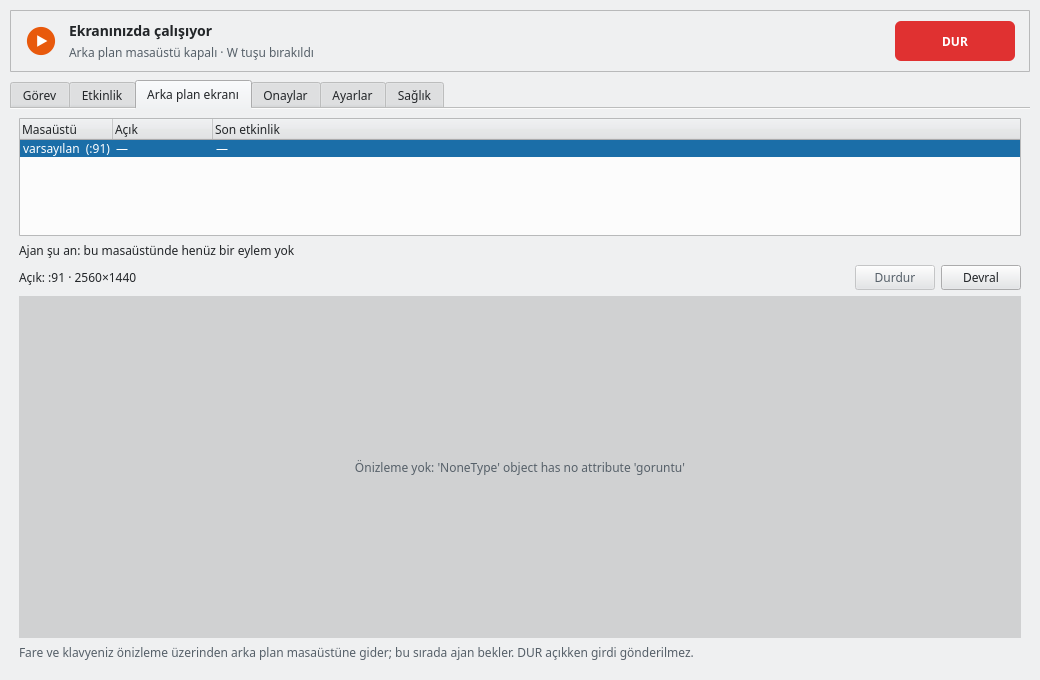 Ekranınızda çalışıyor
Arka plan masaüstü kapalı · W tuşu bırakıldı
DUR
Görev Etkinlik Arka plan ekranı Onaylar Ayarlar Sağlık
Masaüstü Açık Son etkinlik
varsayılan (:91) — —
Ajan şu an: bu masaüstünde henüz bir eylem yok
Açık: :91 · 2560×1440
Durdur Devral
Önizleme yok: 'NoneType' object has no attribute 'goruntu'
Fare ve klavyeniz önizleme üzerinden arka plan masaüstüne gider; bu sırada ajan bekler. DUR açıkken girdi gönderilmez.